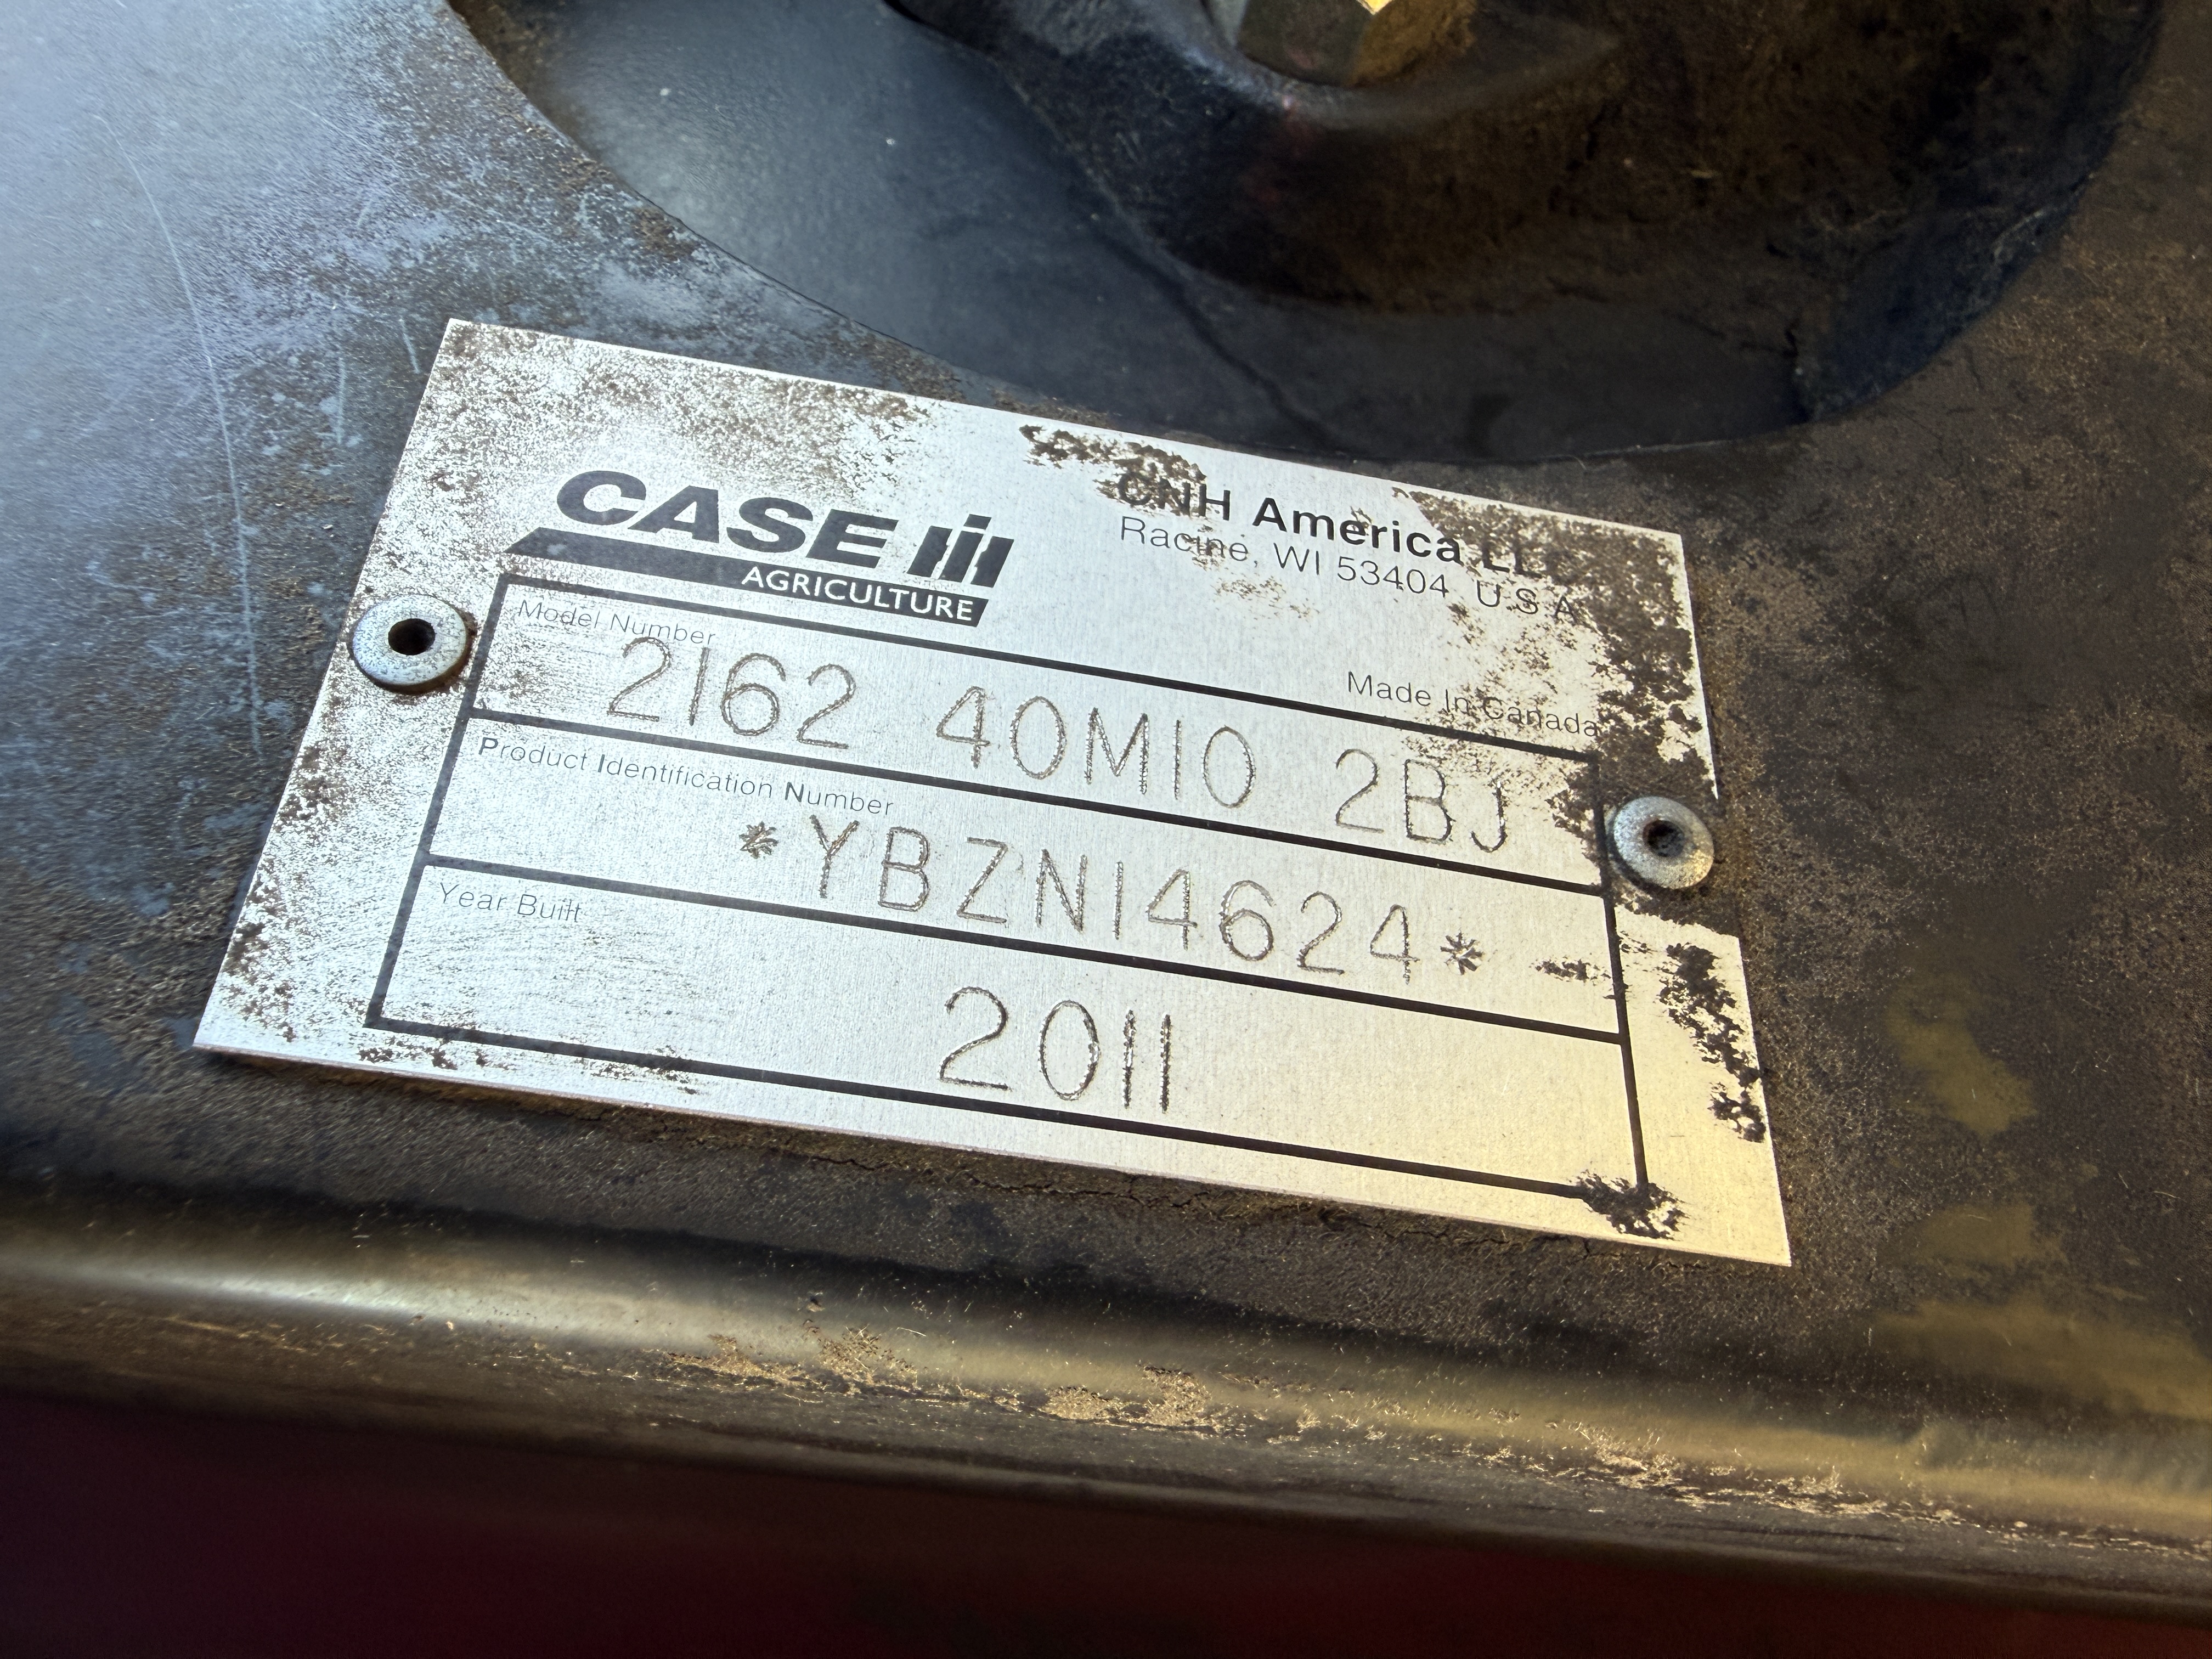 CASE IH
AGRICULTURE
CNH America LLC
Racine, WI 53404 U.S.A.
Made In Canada
Model Number
2162 40M10 2BJ
Product Identification Number
*YBZN14624*
Year Built
2011